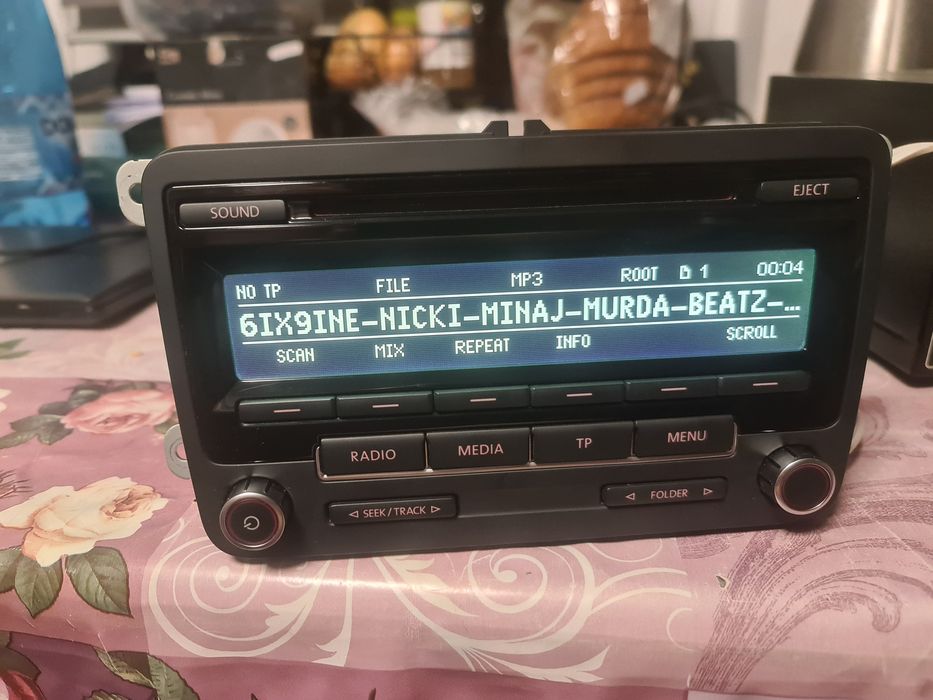 SOUND EJECT
NO TP FILE MP3 ROOT 1 00:04
6IX9INE-NICKI-MINAJ-MURDA-BEATZ-...
SCAN MIX REPEAT INFO SCROLL
RADIO MEDIA TP MENU
SEEK/TRACK FOLDER